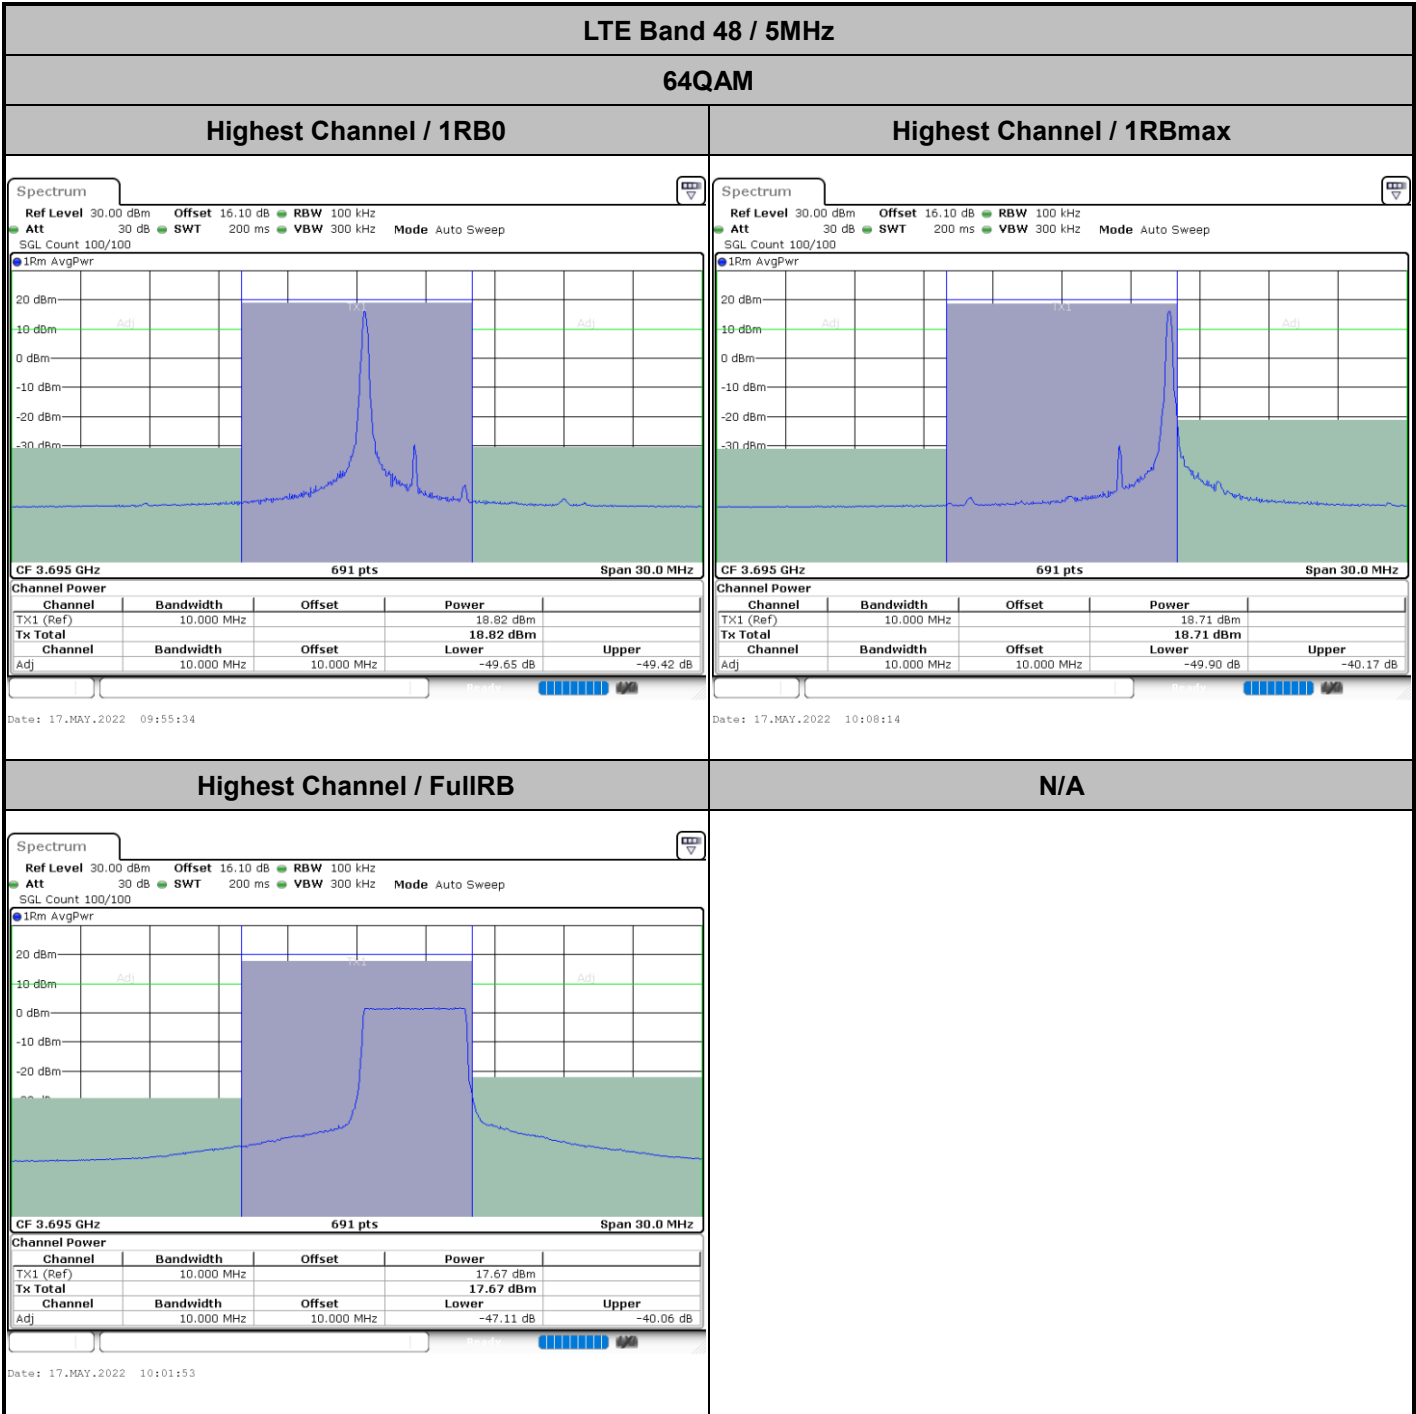 LTE Band 48 / 5MHz
64QAM
Highest Channel / 1RB0
Highest Channel / 1RBmax
Spectrum
Ref Level 30.00 dBm Offset 16.10 dB RBW 100 kHz
Att 30 dB SWT 200 ms VBW 300 kHz Mode Auto Sweep
SGL Count 100/100
1Rm AvgPwr
TX1
20 dBm
Adj
Adj
10 dBm
0 dBm
-10 dBm
-20 dBm
-30 dBm
CF 3.695 GHz 691 pts Span 30.0 MHz
Channel Power
Channel Bandwidth Offset Power
TX1 (Ref) 10.000 MHz 18.82 dBm
Tx Total 18.82 dBm
Channel Bandwidth Offset Lower Upper
Adj 10.000 MHz 10.000 MHz -49.65 dB -49.42 dB
Ready
Date: 17.MAY.2022 09:55:34
Spectrum
Ref Level 30.00 dBm Offset 16.10 dB RBW 100 kHz
Att 30 dB SWT 200 ms VBW 300 kHz Mode Auto Sweep
SGL Count 100/100
1Rm AvgPwr
TX1
20 dBm
Adj
Adj
10 dBm
0 dBm
-10 dBm
-20 dBm
-30 dBm
CF 3.695 GHz 691 pts Span 30.0 MHz
Channel Power
Channel Bandwidth Offset Power
TX1 (Ref) 10.000 MHz 18.71 dBm
Tx Total 18.71 dBm
Channel Bandwidth Offset Lower Upper
Adj 10.000 MHz 10.000 MHz -49.90 dB -40.17 dB
Ready
Date: 17.MAY.2022 10:08:14
Highest Channel / FullRB
N/A
Spectrum
Ref Level 30.00 dBm Offset 16.10 dB RBW 100 kHz
Att 30 dB SWT 200 ms VBW 300 kHz Mode Auto Sweep
SGL Count 100/100
1Rm AvgPwr
20 dBm
TX1
Adj
Adj
10 dBm
0 dBm
-10 dBm
-20 dBm
CF 3.695 GHz 691 pts Span 30.0 MHz
Channel Power
Channel Bandwidth Offset Power
TX1 (Ref) 10.000 MHz 17.67 dBm
Tx Total 17.67 dBm
Channel Bandwidth Offset Lower Upper
Adj 10.000 MHz 10.000 MHz -47.11 dB -40.06 dB
Ready
Date: 17.MAY.2022 10:01:53